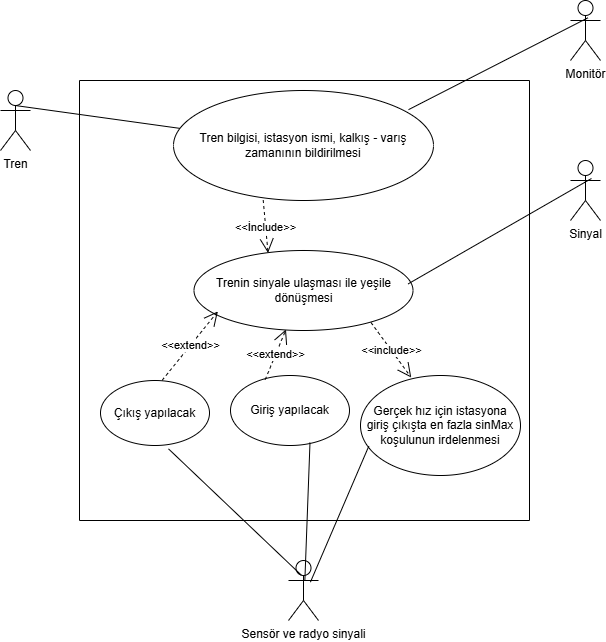 Monitör
Tren
Tren bilgisi, istasyon ismi, kalkış - varış
zamanının bildirilmesi
<<İnclude>>
Sinyal
Trenin sinyale ulaşması ile yeşile
dönüşmesi
<<extend>>
<<extend>>
<<include>>
Çıkış yapılacak
Giriş yapılacak
Gerçek hız için istasyona
giriş çıkışta en fazla sinMax
koşulunun irdelenmesi
Sensör ve radyo sinyali